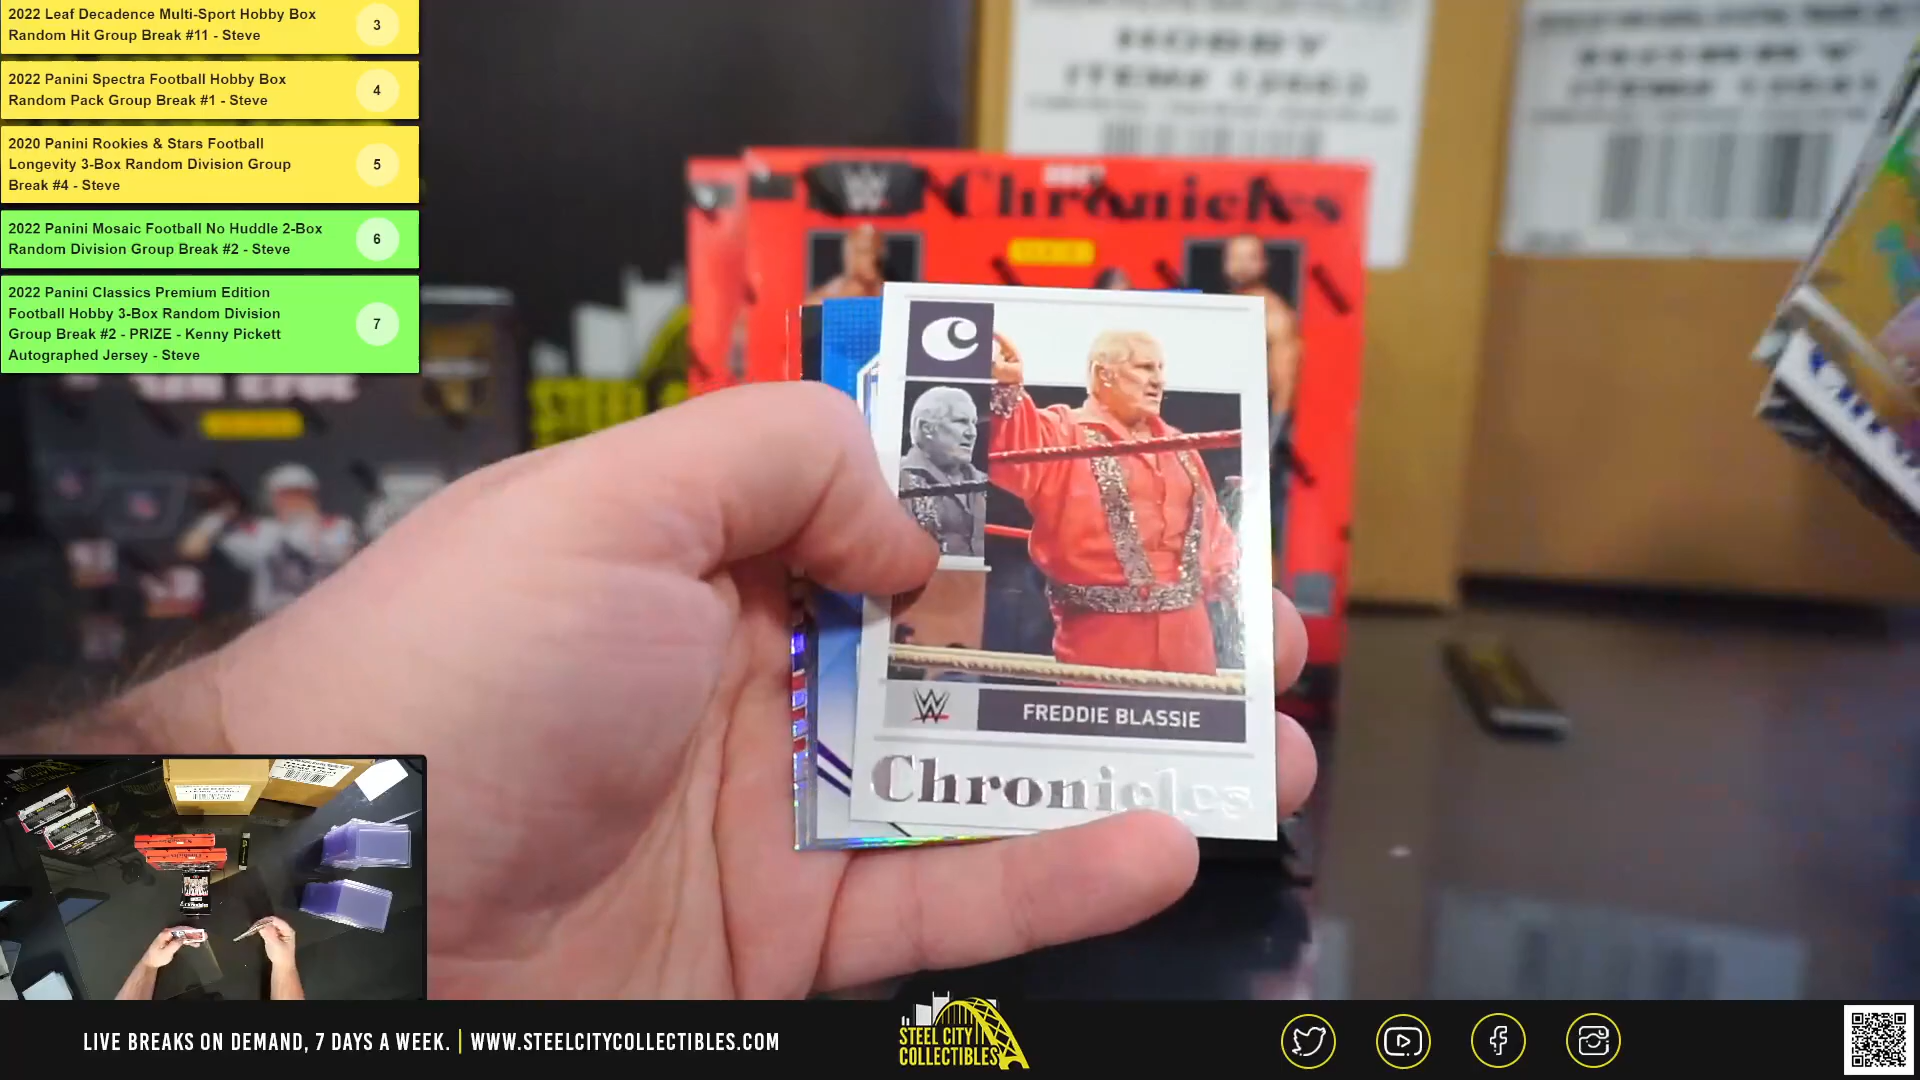 2022 Leaf Decadence Multi-Sport Hobby Box
Random Hit Group Break #11 - Steve
3
2022 Panini Spectra Football Hobby Box
Random Pack Group Break #1 - Steve
4
2020 Panini Rookies & Stars Football
Longevity 3-Box Random Division Group
Break #4 - Steve
5
2022 Panini Mosaic Football No Huddle 2-Box
Random Division Group Break #2 - Steve
6
2022 Panini Classics Premium Edition
Football Hobby 3-Box Random Division
Group Break #2 - PRIZE - Kenny Pickett
Autographed Jersey - Steve
7
HOBBY
Chronicles
C
W
FREDDIE BLASSIE
Chronicles
LIVE BREAKS ON DEMAND, 7 DAYS A WEEK. | WWW.STEELCITYCOLLECTIBLES.COM
STEEL CITY
COLLECTIBLES